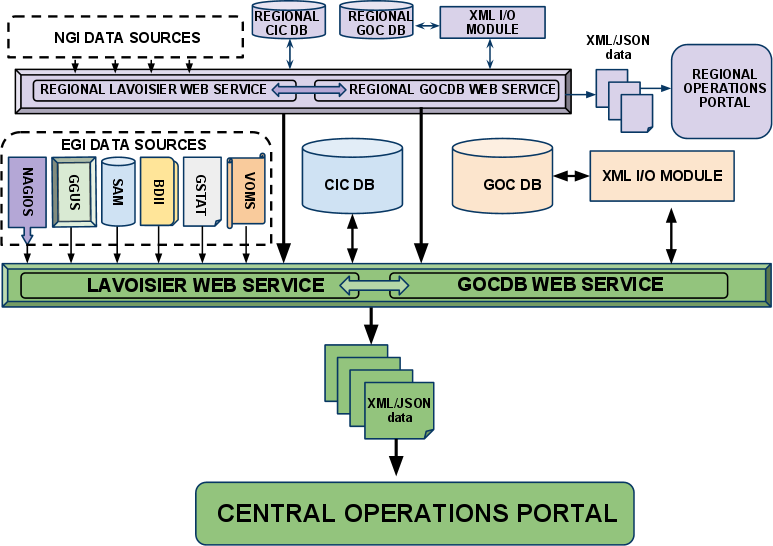 NGI DATA SOURCES
REGIONAL
CIC DB
REGIONAL
GOC DB
XML I/O
MODULE
XML/JSON
data
REGIONAL
OPERATIONS
PORTAL
REGIONAL LAVOISIER WEB SERVICE
REGIONAL GOCDB WEB SERVICE
EGI DATA SOURCES
NAGIOS
GGUS
SAM
BDII
GSTAT
VOMS
CIC DB
GOC DB
XML I/O MODULE
LAVOISIER WEB SERVICE
GOCDB WEB SERVICE
XML/JSON
data
CENTRAL OPERATIONS PORTAL